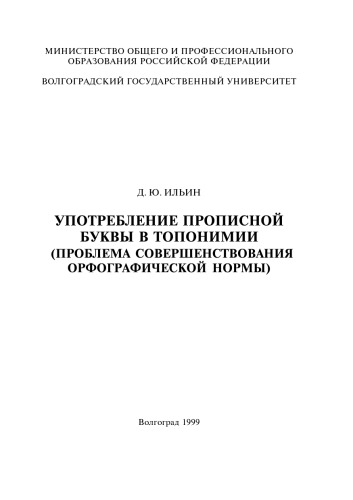 МИНИСТЕРСТВО ОБЩЕГО И ПРОФЕССИОНАЛЬНОГО
ОБРАЗОВАНИЯ РОССИЙСКОЙ ФЕДЕРАЦИИ
ВОЛГОГРАДСКИЙ ГОСУДАРСТВЕННЫЙ УНИВЕРСИТЕТ
Д. Ю. ИЛЬИН
УПОТРЕБЛЕНИЕ ПРОПИСНОЙ
БУКВЫ В ТОПОНИМИИ
(ПРОБЛЕМА СОВЕРШЕНСТВОВАНИЯ
ОРФОГРАФИЧЕСКОЙ НОРМЫ)
Волгоград 1999